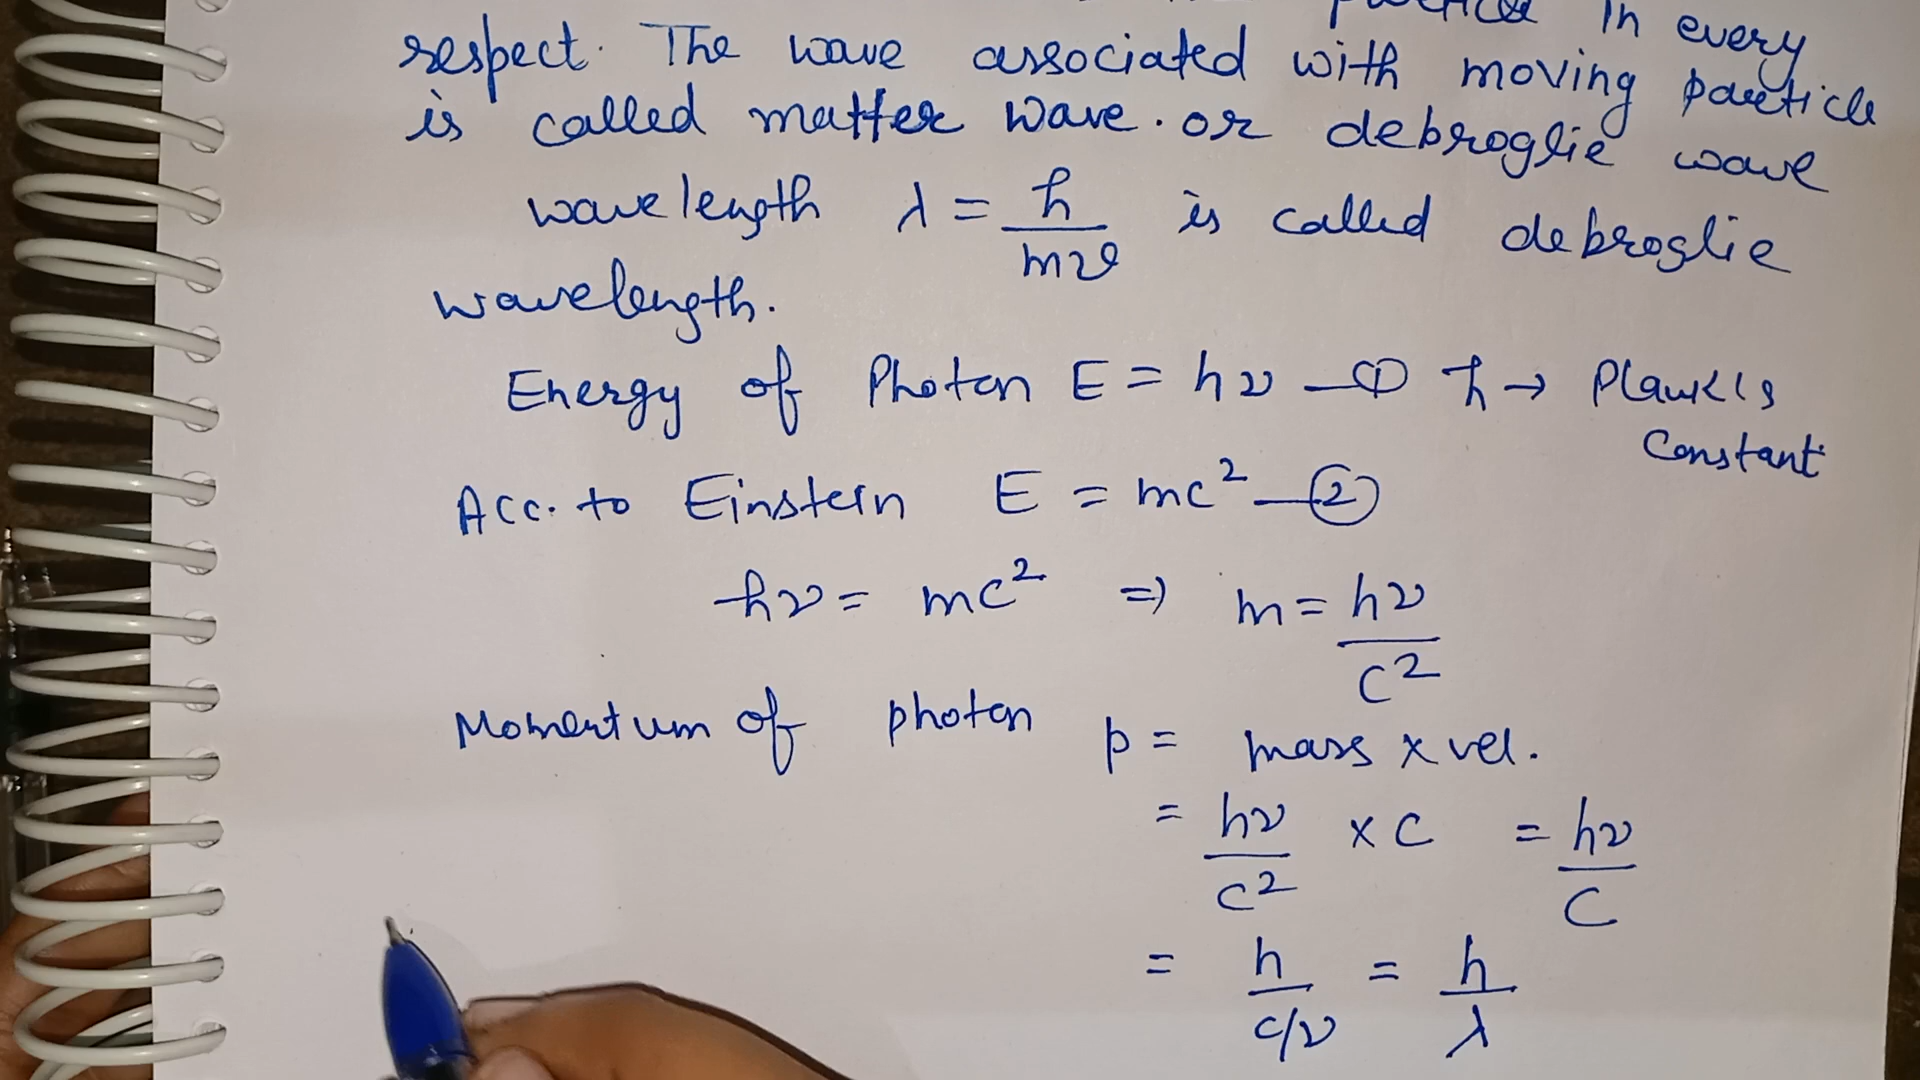 particle in every
respect. The wave associated with moving particle
is called matter wave. or debroglie wave
wavelength λ = h/mv is called debroglie
wavelength.
Energy of Photon E = hν —① h → Planck's
Constant
Acc. to Einstein E = mc² —②
hν = mc² ⇒ m = hν/c²
Momentum of photon p = mass x vel.
= hν/c² x C = hν/C
= h/c/ν = h/λ